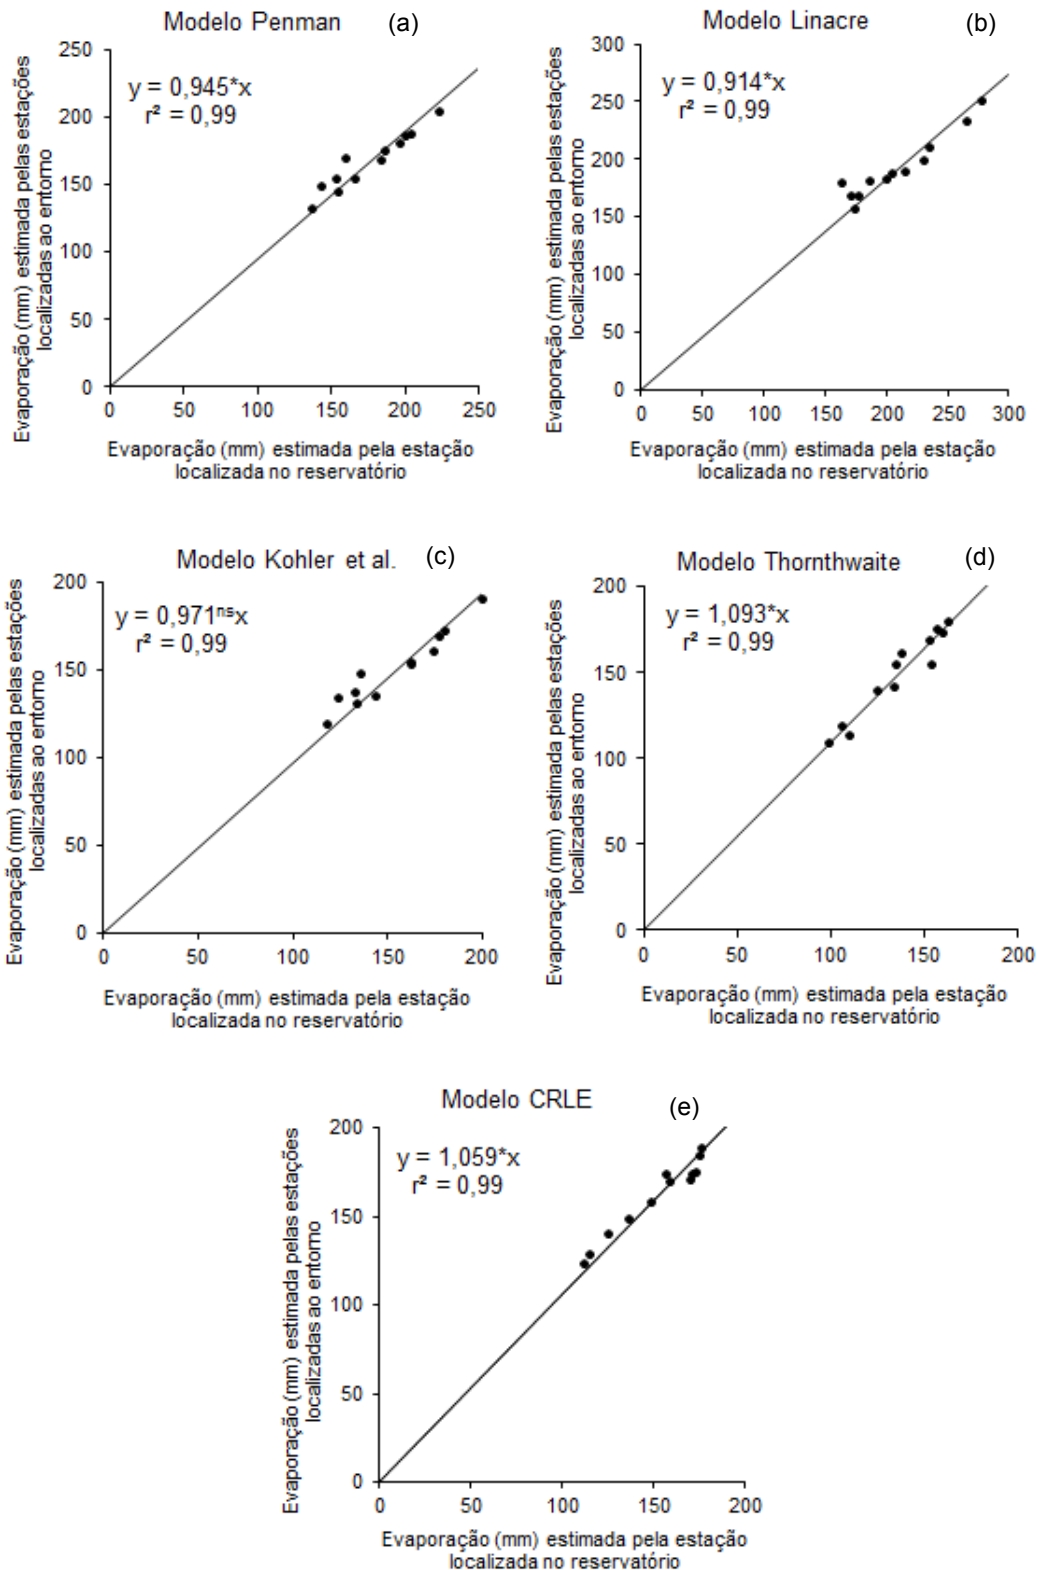 Modelo Penman (a)
y = 0,945*x
r² = 0,99
250
200
150
100
50
0
0 50 100 150 200 250
Evaporação (mm) estimada pelas estações
localizadas ao entorno
Evaporação (mm) estimada pela estação
localizada no reservatório
Modelo Linacre (b)
y = 0,914*x
r² = 0,99
300
250
200
150
100
50
0
0 50 100 150 200 250 300
Evaporação (mm) estimada pelas estações
localizadas ao entorno
Evaporação (mm) estimada pela estação
localizada no reservatório
Modelo Kohler et al. (c)
y = 0,971ⁿˢx
r² = 0,99
200
150
100
50
0
0 50 100 150 200
Evaporação (mm) estimada pelas estações
localizadas ao entorno
Evaporação (mm) estimada pela estação
localizada no reservatório
Modelo Thornthwaite (d)
y = 1,093*x
r² = 0,99
200
150
100
50
0
0 50 100 150 200
Evaporação (mm) estimada pelas estações
localizadas ao entorno
Evaporação (mm) estimada pela estação
localizada no reservatório
Modelo CRLE (e)
y = 1,059*x
r² = 0,99
200
150
100
50
0
0 50 100 150 200
Evaporação (mm) estimada pelas estações
localizadas ao entorno
Evaporação (mm) estimada pela estação
localizada no reservatório